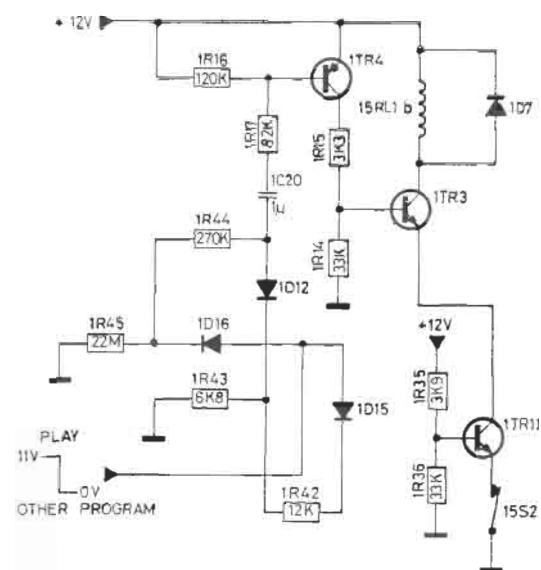 + 12V
1R16
120K
1TR4
1R17
82K
1R15
3K3
15RL1 b
1D7
1C20
1µ
1TR3
1R44
270K
1R14
33K
1D12
1R45
22M
1D16
+12V
1R43
6K8
1R35
3K9
1D15
1TR11
PLAY
11V
0V
OTHER PROGRAM
1R42
12K
1R36
33K
15S2